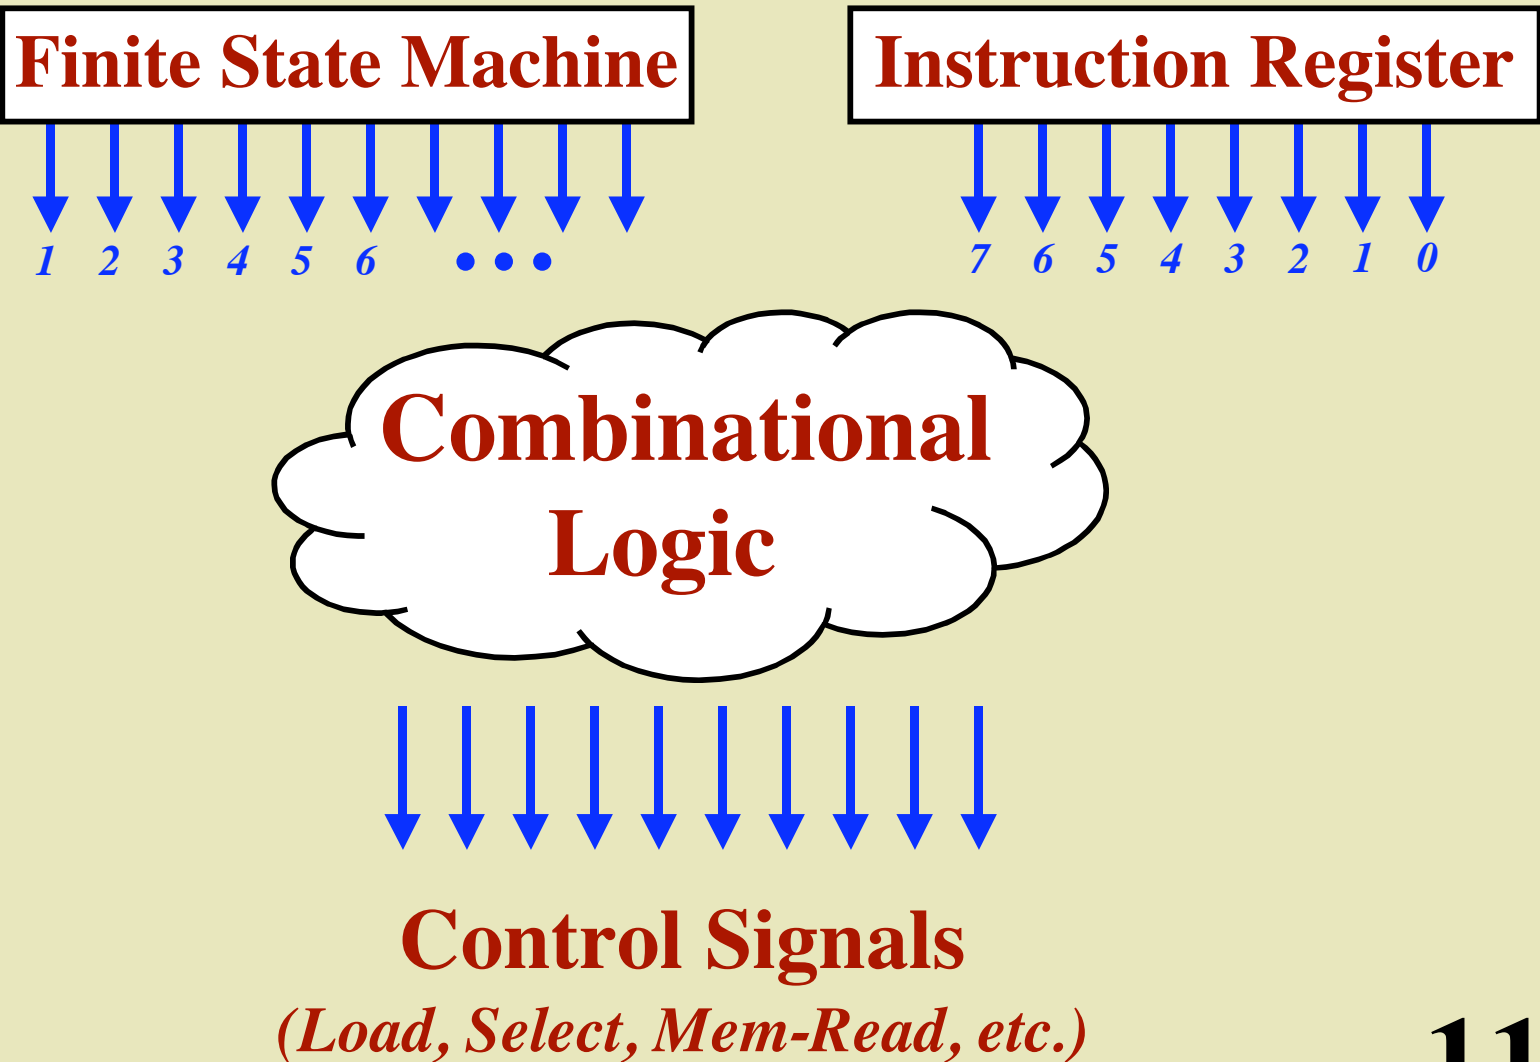 Finite State Machine
Instruction Register
1 2 3 4 5 6 •••
7 6 5 4 3 2 1 0
Combinational
Logic
Control Signals
(Load, Select, Mem-Read, etc.)
11